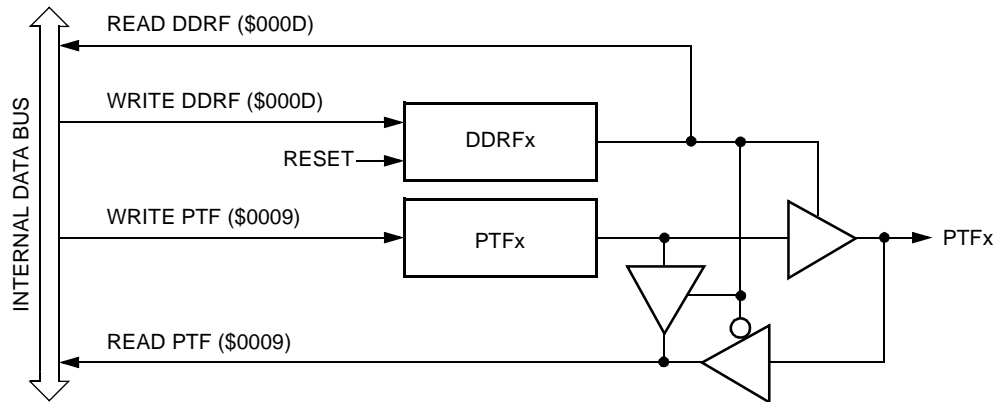 READ DDRF ($000D)
WRITE DDRF ($000D)
DDRFx
RESET
WRITE PTF ($0009)
PTFx
PTFx
READ PTF ($0009)
INTERNAL DATA BUS